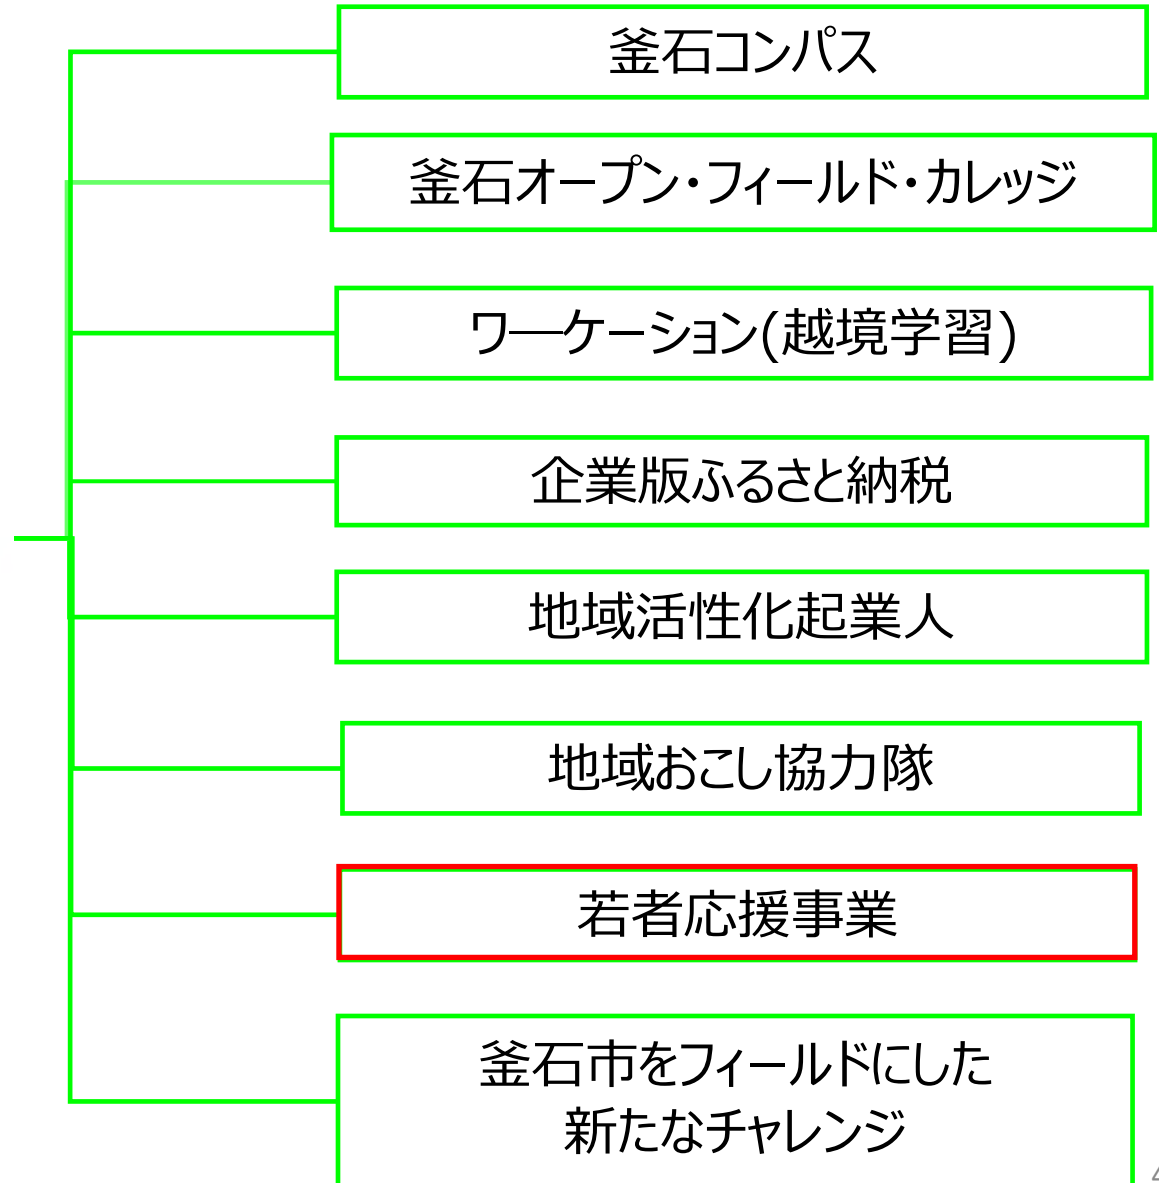 釜石コンパス
釜石オープン・フィールド・カレッジ
ワーケーション(越境学習)
企業版ふるさと納税
地域活性化起業人
地域おこし協力隊
若者応援事業
釜石市をフィールドにした
新たなチャレンジ